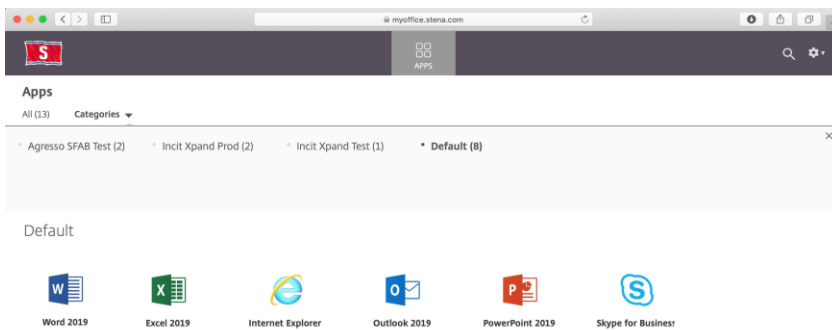 myoffice.stena.com
S
APPS
Apps
All (13) Categories
Agresso SFAB Test (2) Incit Xpand Prod (2) Incit Xpand Test (1) Default (8)
Default
Word 2019 Excel 2019 Internet Explorer Outlook 2019 PowerPoint 2019 Skype for Business